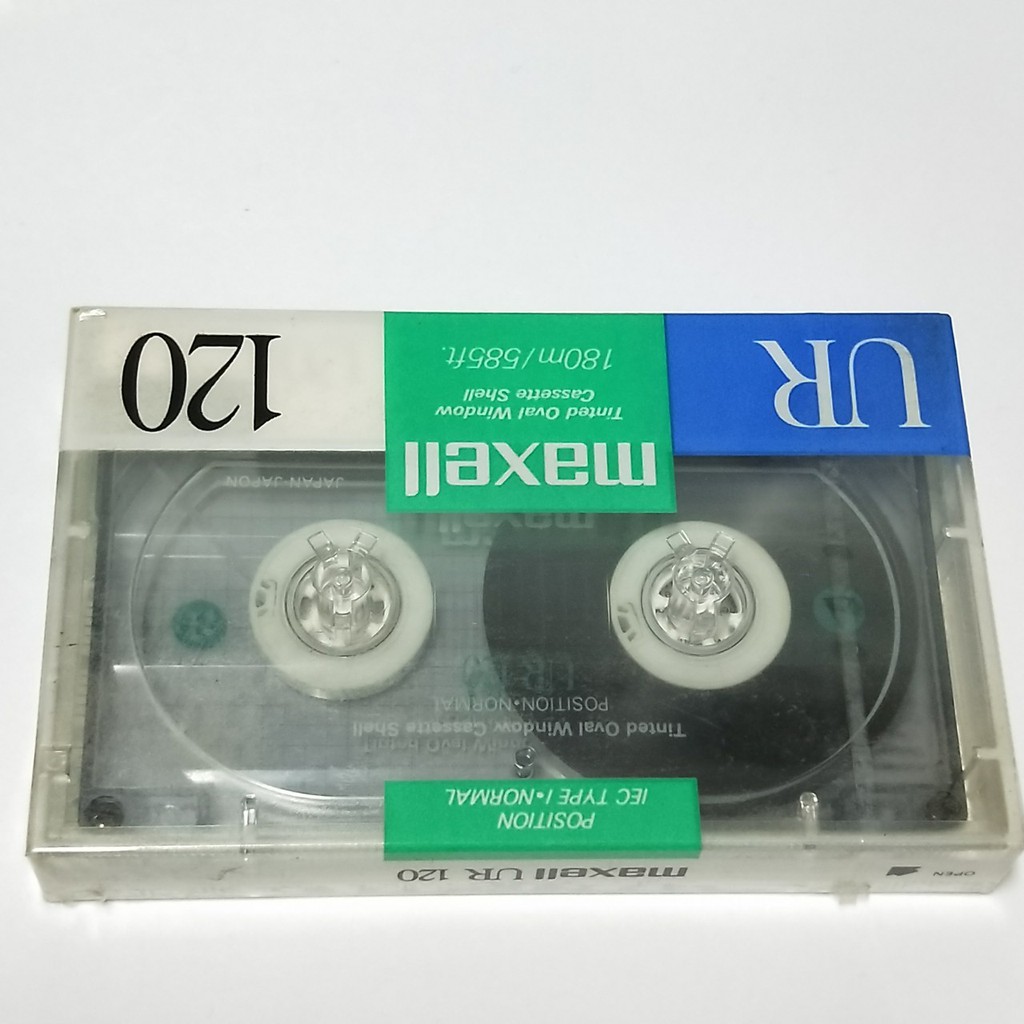 UR
120
180m/585ft.
Tinted Oval Window
Cassette Shell
maxell
JAPAN·JAPON
UR 120
POSITION•NORMAL
Tinted Oval Window, Cassette Shell
POSITION
IEC TYPE I•NORMAL
maxell UR 120
OPEN